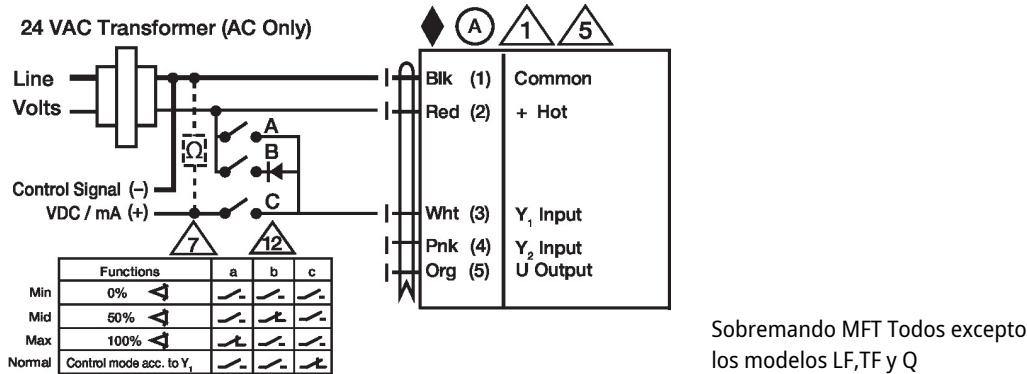 24 VAC Transformer (AC Only)
A 1 5
Line
Volts
Blk (1) Common
Red (2) + Hot
A
Ω
B
Control Signal (–)
VDC / mA (+)
C
Wht (3) Y1 Input
Pnk (4) Y2 Input
Org (5) U Output
7
12
Functions a b c
Min 0%
Mid 50%
Max 100%
Normal Control mode acc. to Y1
Sobremando MFT Todos excepto
los modelos LF,TF y Q